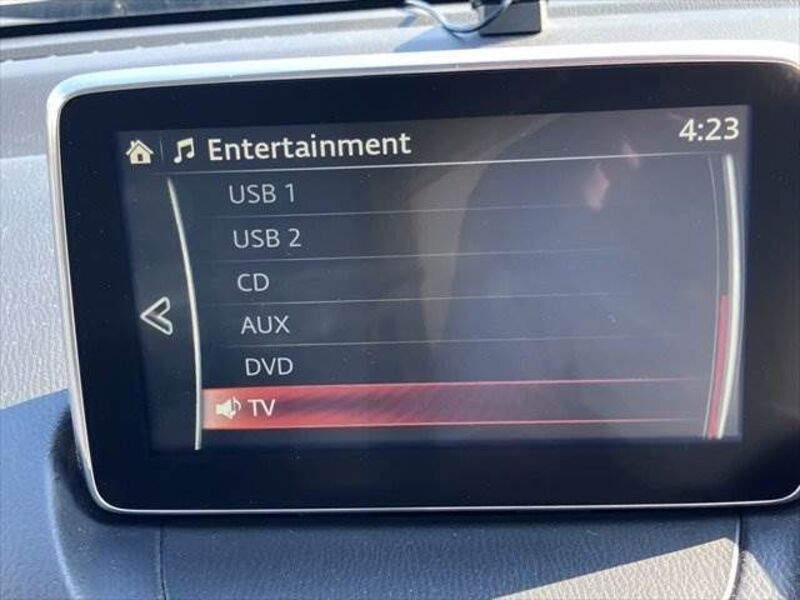 Entertainment 4:23
USB 1
USB 2
CD
AUX
DVD
TV